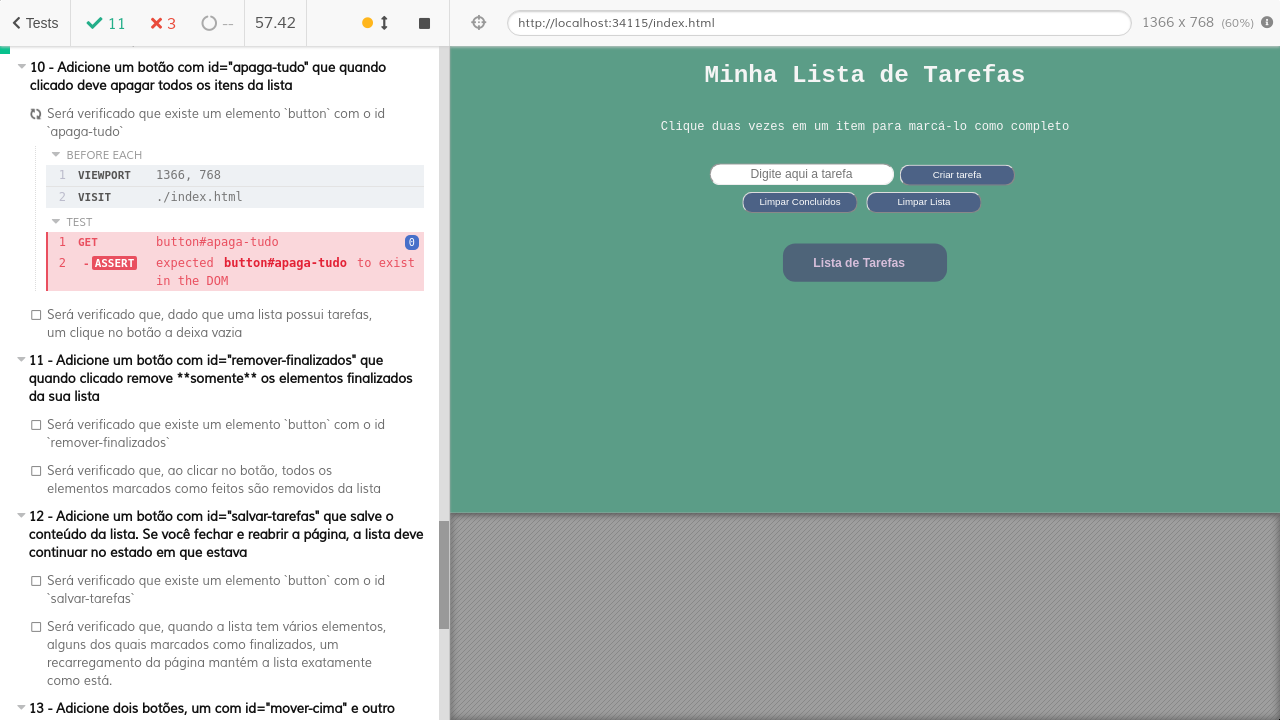 Tests
11
3
--
57.42
http://localhost:34115/index.html
1366 x 768 (60%)
10 - Adicione um botão com id="apaga-tudo" que quando
clicado deve apagar todos os itens da lista
Será verificado que existe um elemento `button` com o id
`apaga-tudo`
BEFORE EACH
1 VIEWPORT 1366, 768
2 VISIT ./index.html
TEST
1 GET button#apaga-tudo 0
2 -ASSERT expected button#apaga-tudo to exist
in the DOM
Será verificado que, dado que uma lista possui tarefas,
um clique no botão a deixa vazia
11 - Adicione um botão com id="remover-finalizados" que
quando clicado remove **somente** os elementos finalizados
da sua lista
Será verificado que existe um elemento `button` com o id
`remover-finalizados`
Será verificado que, ao clicar no botão, todos os
elementos marcados como feitos são removidos da lista
12 - Adicione um botão com id="salvar-tarefas" que salve o
conteúdo da lista. Se você fechar e reabrir a página, a lista deve
continuar no estado em que estava
Será verificado que existe um elemento `button` com o id
`salvar-tarefas`
Será verificado que, quando a lista tem vários elementos,
alguns dos quais marcados como finalizados, um
recarregamento da página mantém a lista exatamente
como está.
13 - Adicione dois botões, um com id="mover-cima" e outro
Minha Lista de Tarefas
Clique duas vezes em um item para marcá-lo como completo
Digite aqui a tarefa
Criar tarefa
Limpar Concluídos
Limpar Lista
Lista de Tarefas